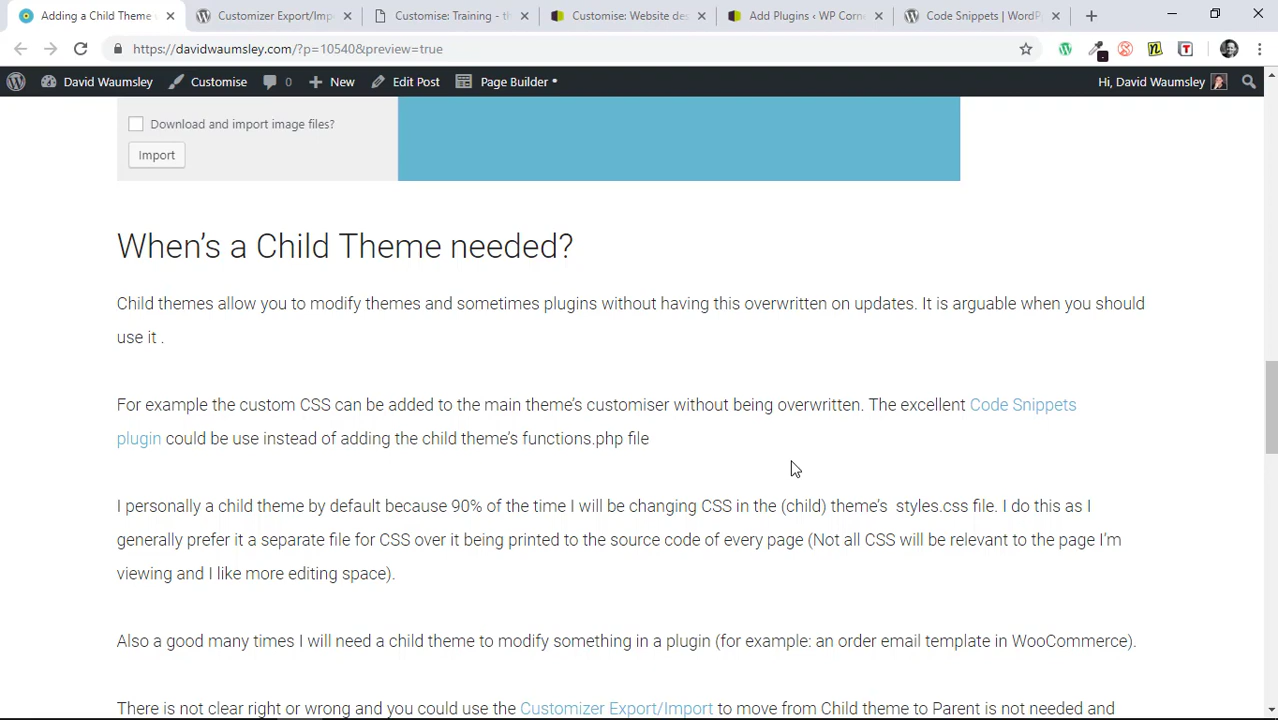 Adding a Child Theme
Customizer Export/Imp
Customise: Training - t
Customise: Website de
Add Plugins ‹ WP Corn
Code Snippets | WordP
https://davidwaumsley.com/?p=10540&preview=true
David Waumsley
Customise
0
New
Edit Post
Page Builder
Hi, David Waumsley
Download and import image files?
Import
When's a Child Theme needed?
Child themes allow you to modify themes and sometimes plugins without having this overwritten on updates. It is arguable when you should
use it .
For example the custom CSS can be added to the main theme's customiser without being overwritten. The excellent Code Snippets
plugin could be use instead of adding the child theme's functions.php file
I personally a child theme by default because 90% of the time I will be changing CSS in the (child) theme's styles.css file. I do this as I
generally prefer it a separate file for CSS over it being printed to the source code of every page (Not all CSS will be relevant to the page I'm
viewing and I like more editing space).
Also a good many times I will need a child theme to modify something in a plugin (for example: an order email template in WooCommerce).
There is not clear right or wrong and you could use the Customizer Export/Import to move from Child theme to Parent is not needed and